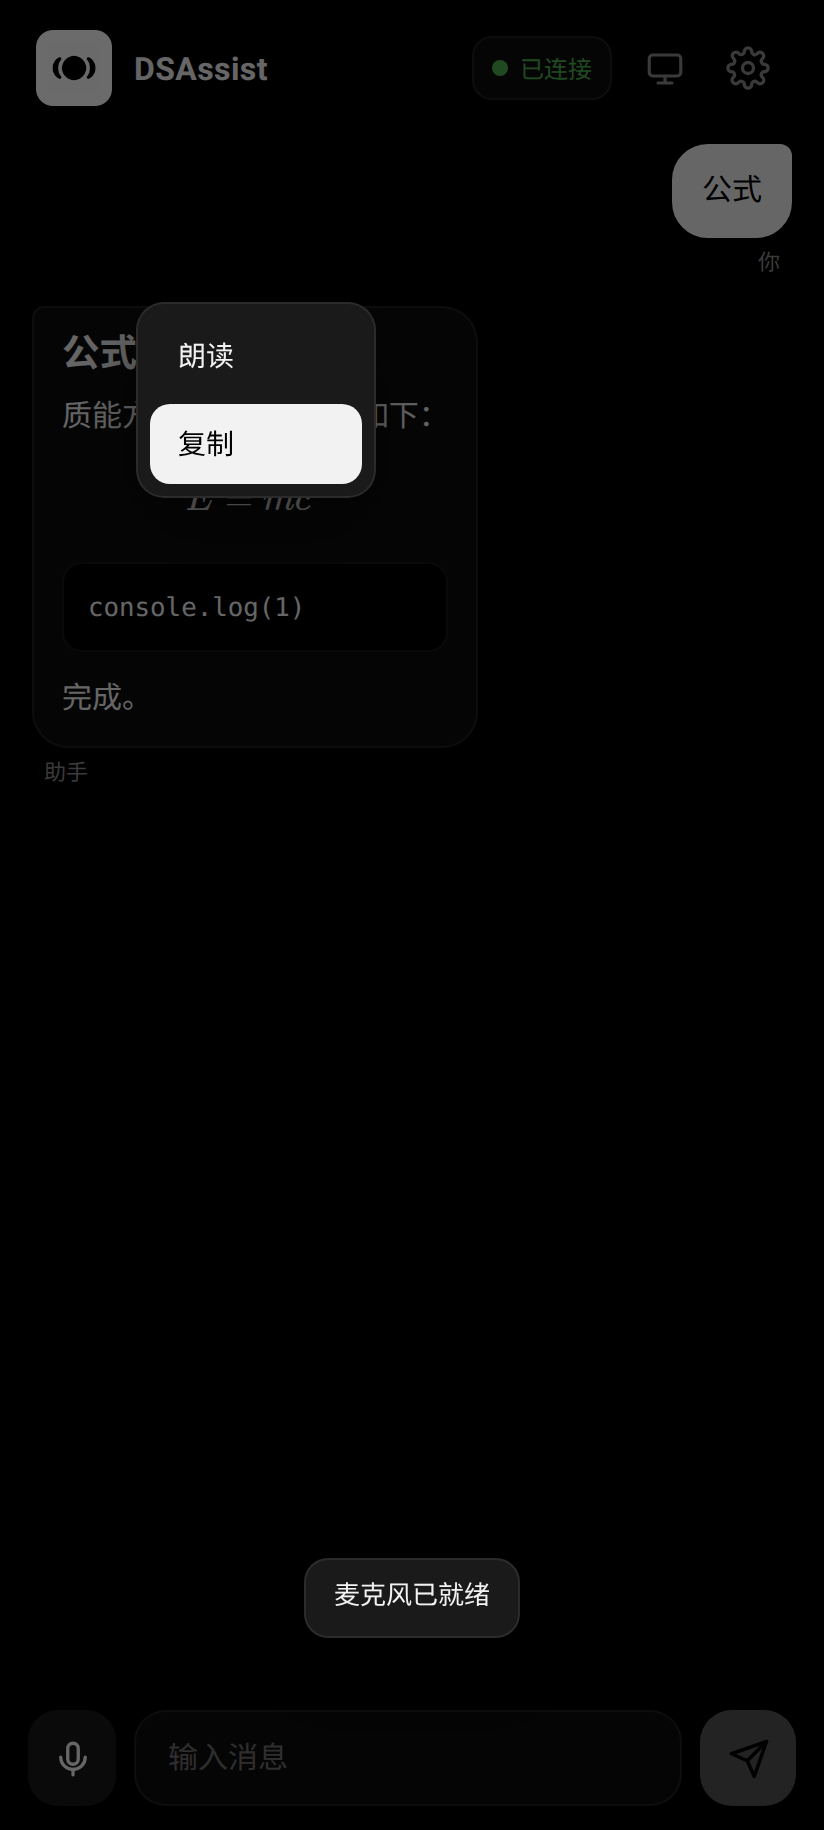 DSAssist
已连接
公式
你
公式
朗读
质能
如下：
复制
E = mc
console.log(1)
完成。
助手
麦克风已就绪
输入消息